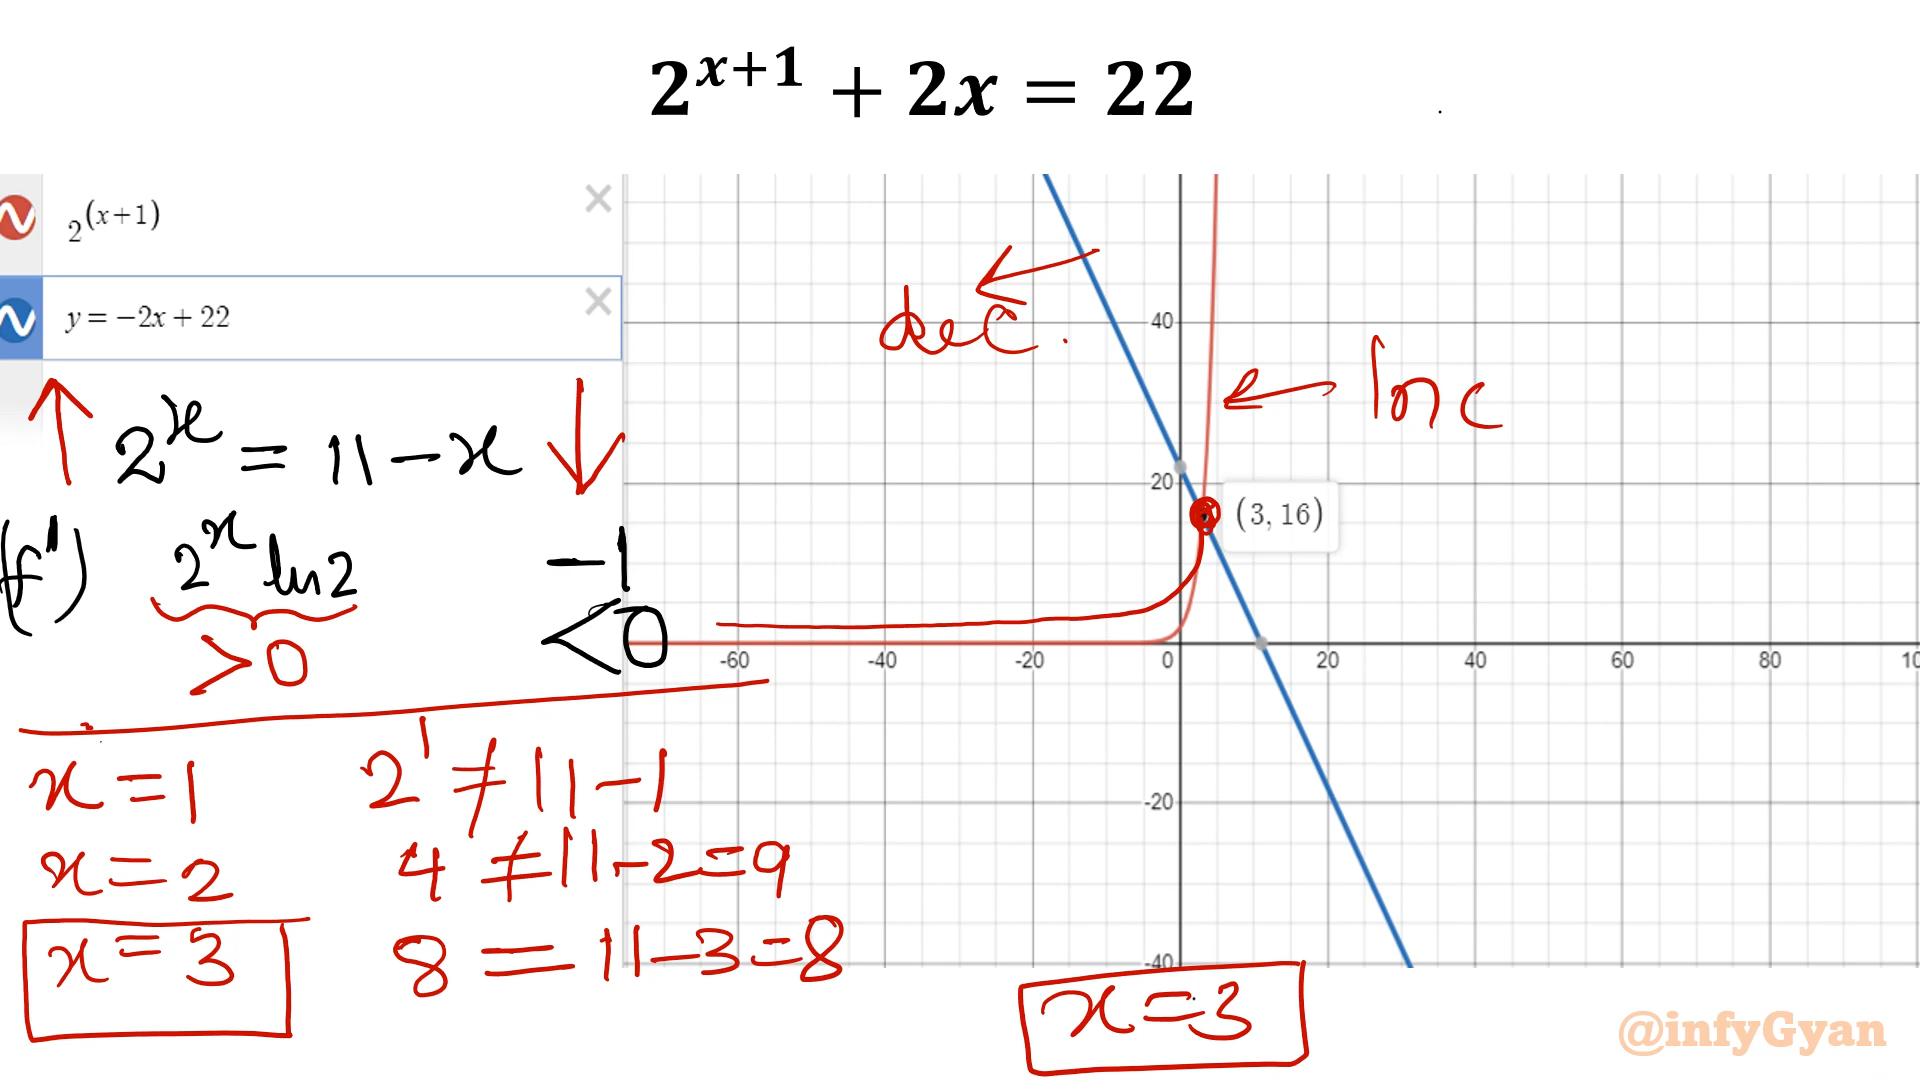 2^{x+1} + 2x = 22
2^{(x+1)}
y = −2x + 22
2^x = 11 − x
(f') 2^x ln2 −1
>0 <0
x = 1 2^1 ≠ 11 − 1
x = 2 4 ≠ 11 − 2 = 9
x = 3 8 = 11 − 3 = 8
dec.
Inc
(3, 16)
40
20
-60 -40 -20 0 20 40 60 80 10
-20
-40
x = 3
@infyGyan